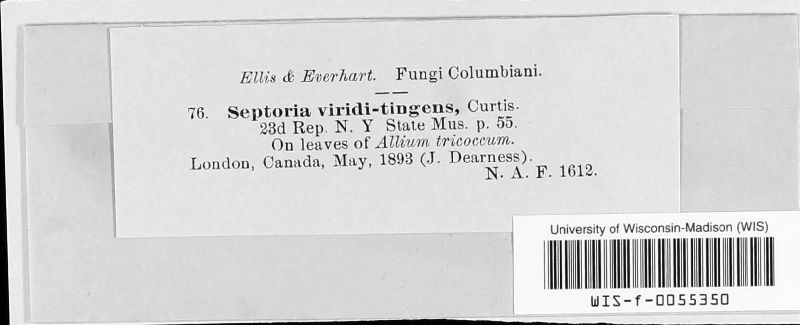 Ellis & Everhart. Fungi Columbiani.
76. Septoria viridi-tingens, Curtis.
23d Rep. N. Y State Mus. p. 55.
On leaves of Allium tricoccum.
London, Canada, May, 1893 (J. Dearness).
N. A. F. 1612.
University of Wisconsin-Madison (WIS)
WIS-f-0055350